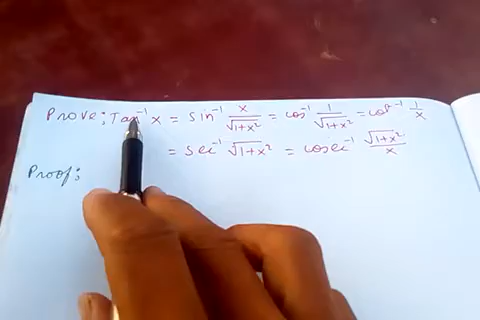 Prove; Tan⁻¹ x = sin⁻¹ x/√(1+x²) = cos⁻¹ 1/√(1+x²) = cot⁻¹ 1/x
= sec⁻¹ √(1+x²) = cosec⁻¹ √(1+x²)/x
Proof;